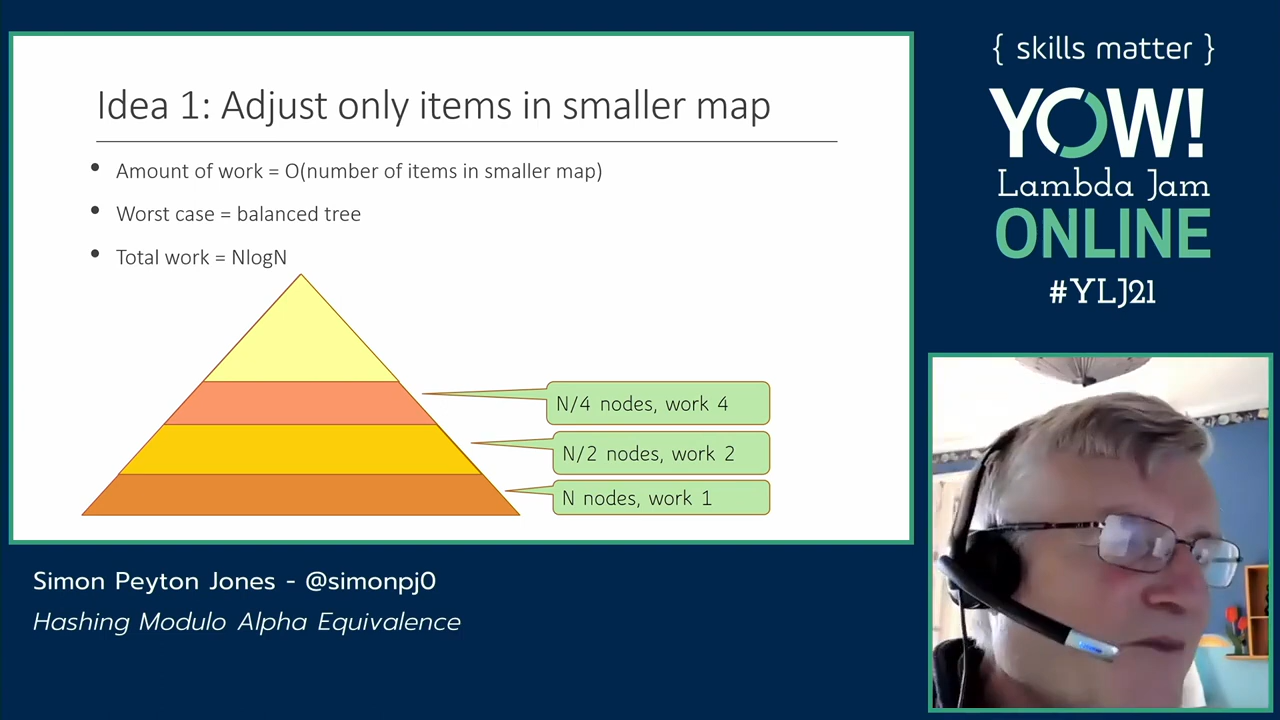 Idea 1: Adjust only items in smaller map
• Amount of work = O(number of items in smaller map)
• Worst case = balanced tree
• Total work = NlogN
N/4 nodes, work 4
N/2 nodes, work 2
N nodes, work 1
{ skills matter }
YOW!
Lambda Jam
ONLINE
#YLJ21
Simon Peyton Jones - @simonpj0
Hashing Modulo Alpha Equivalence